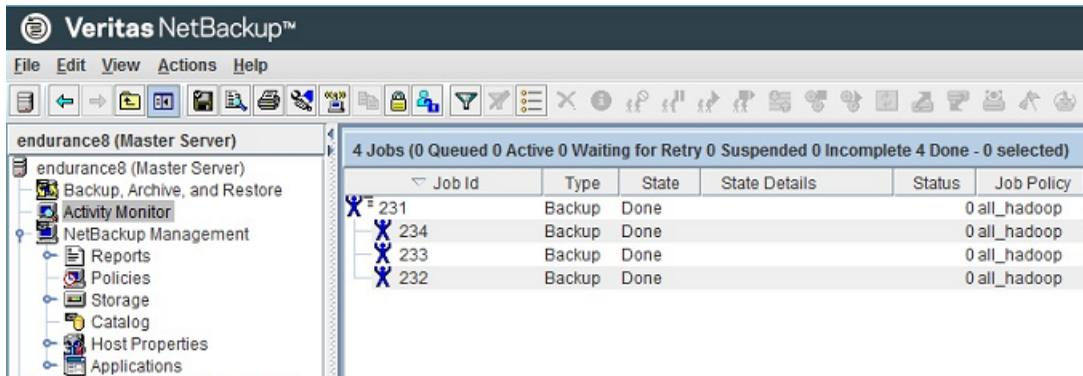 Veritas NetBackup™
File Edit View Actions Help
endurance8 (Master Server)
endurance8 (Master Server)
Backup, Archive, and Restore
Activity Monitor
NetBackup Management
Reports
Policies
Storage
Catalog
Host Properties
Applications
4 Jobs (0 Queued 0 Active 0 Waiting for Retry 0 Suspended 0 Incomplete 4 Done - 0 selected)
Job Id Type State State Details Status Job Policy
231 Backup Done 0 all_hadoop
234 Backup Done 0 all_hadoop
233 Backup Done 0 all_hadoop
232 Backup Done 0 all_hadoop